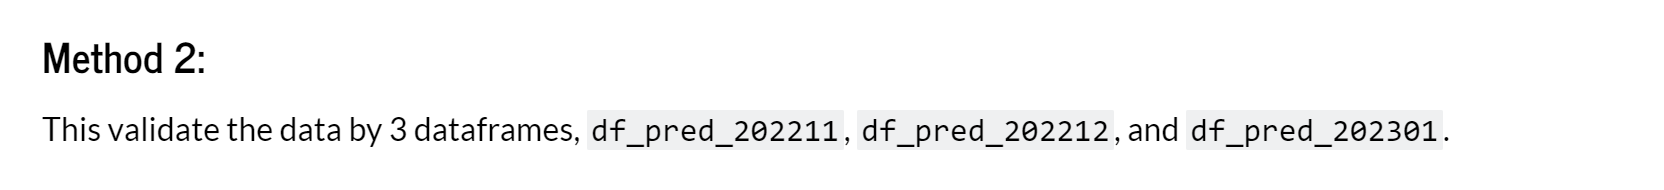 Method 2:
This validate the data by 3 dataframes, df_pred_202211, df_pred_202212, and df_pred_202301.